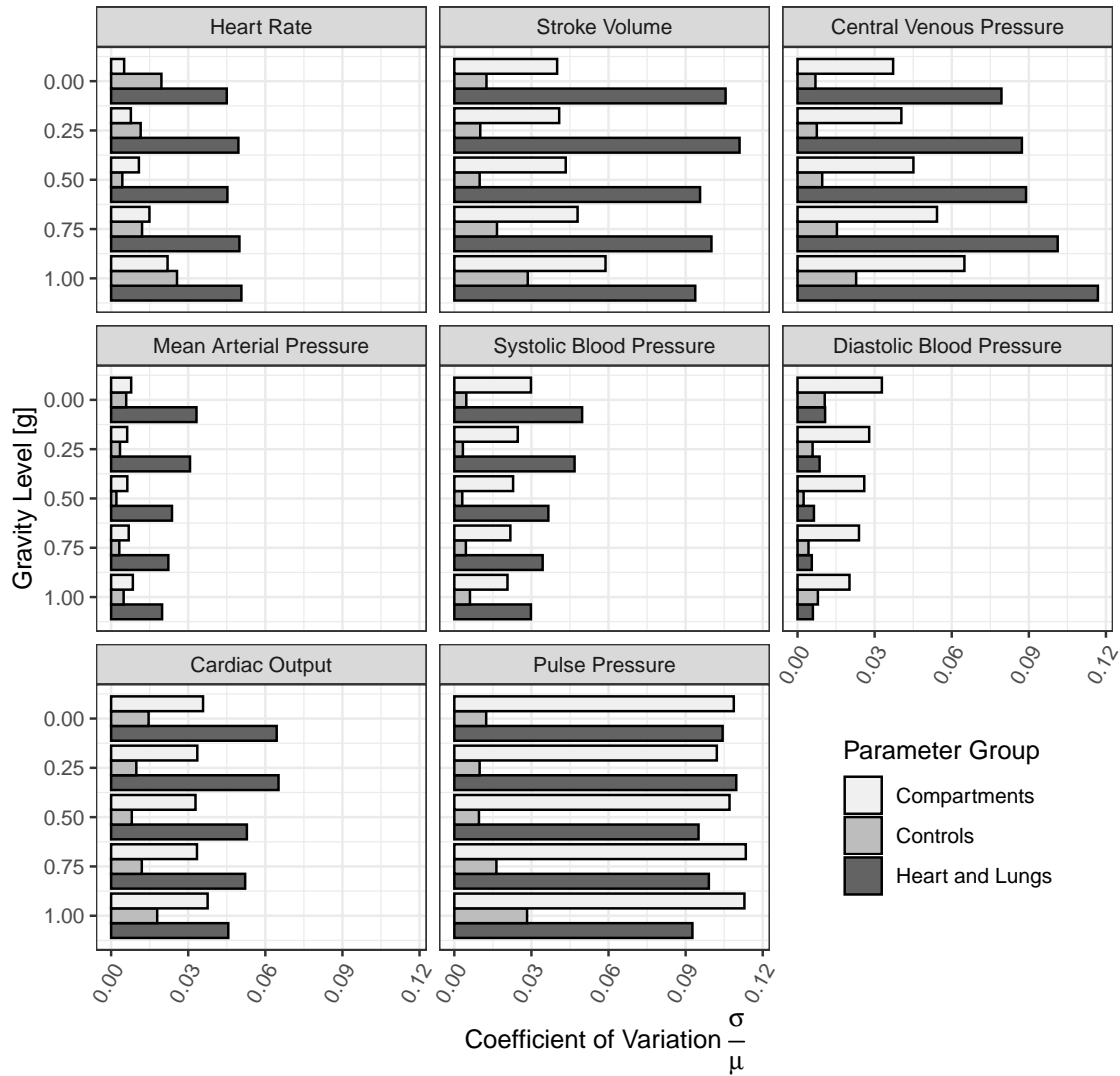 Heart Rate
Stroke Volume
Central Venous Pressure
0.00
0.25
0.50
0.75
1.00
Mean Arterial Pressure
Systolic Blood Pressure
Diastolic Blood Pressure
0.00
0.25
0.50
0.75
1.00
Gravity Level [g]
0.00
0.03
0.06
0.09
0.12
Cardiac Output
Pulse Pressure
0.00
0.25
0.50
0.75
1.00
Parameter Group
Compartments
Controls
Heart and Lungs
0.00
0.03
0.06
0.09
0.12
0.00
0.03
0.06
0.09
0.12
Coefficient of Variation σ
μ